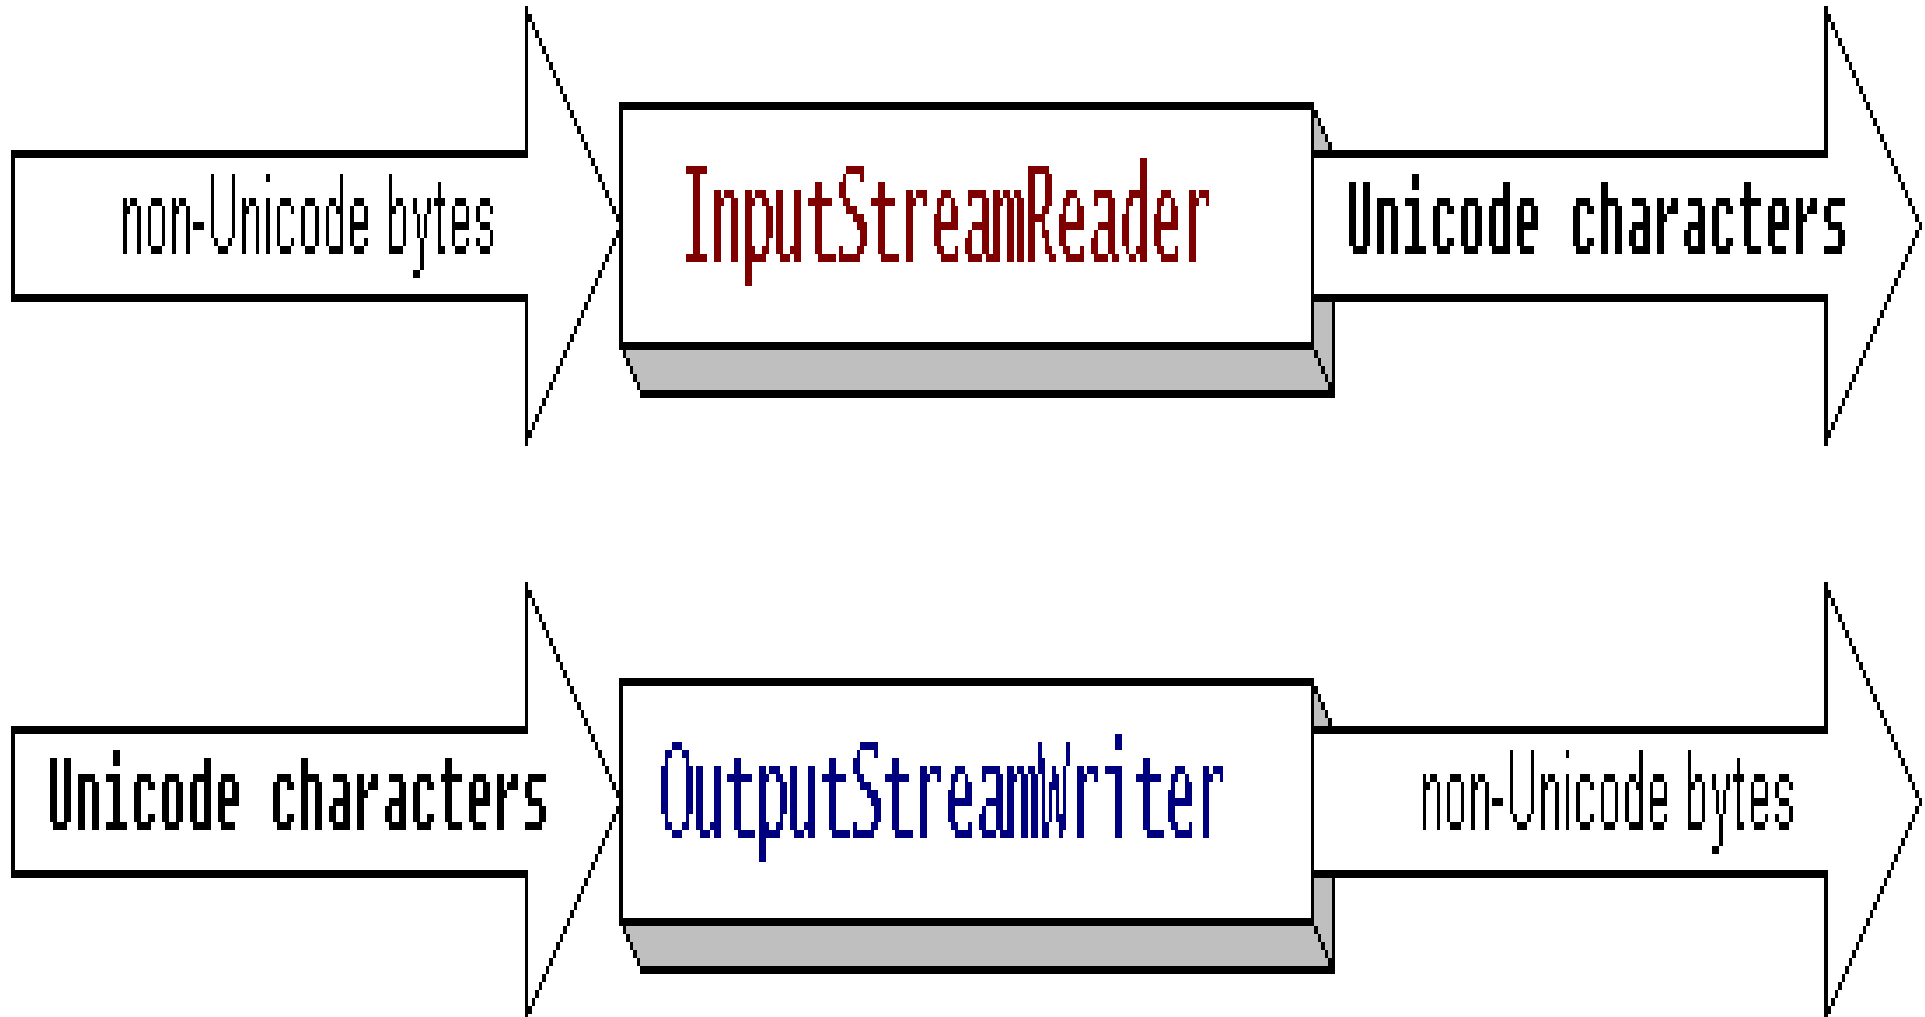 non-Unicode bytes
InputStreamReader
Unicode characters
Unicode characters
OutputStreamWriter
non-Unicode bytes